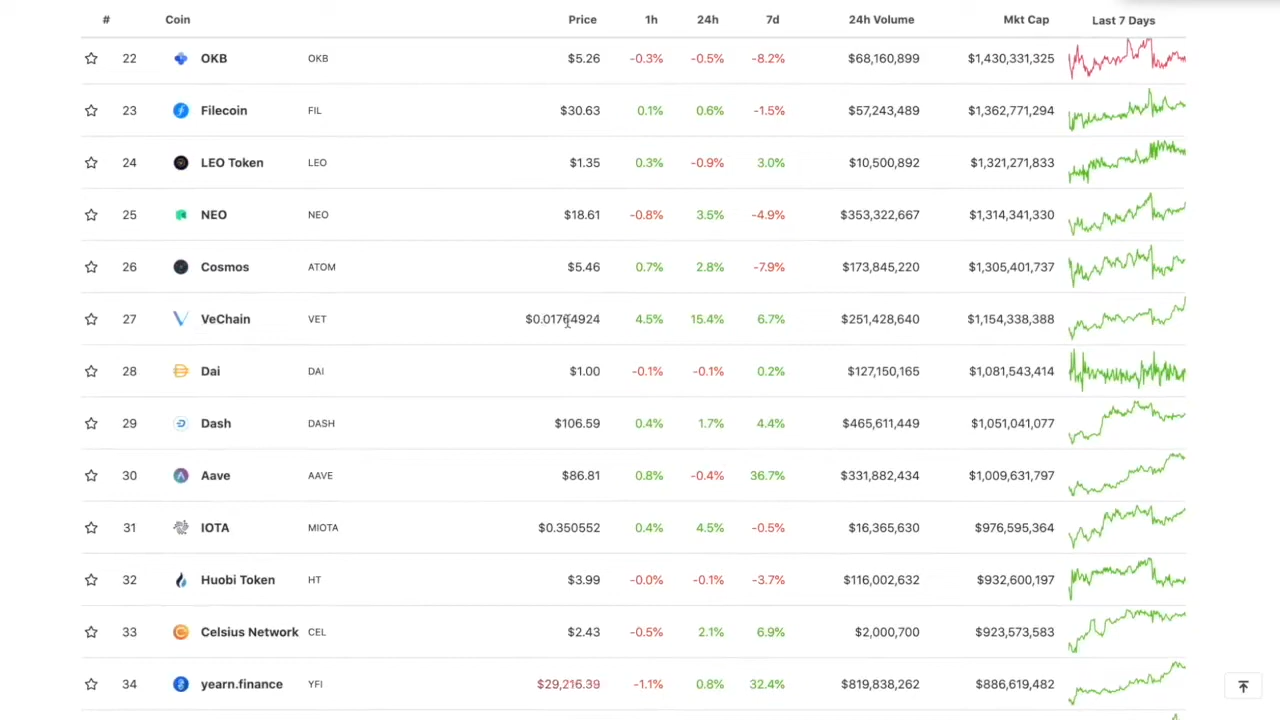 # Coin Price 1h 24h 7d 24h Volume Mkt Cap Last 7 Days
22 OKB OKB $5.26 -0.3% -0.5% -8.2% $68,160,899 $1,430,331,325
23 Filecoin FIL $30.63 0.1% 0.6% -1.5% $57,243,489 $1,362,771,294
24 LEO Token LEO $1.35 0.3% -0.9% 3.0% $10,500,892 $1,321,271,833
25 NEO NEO $18.61 -0.8% 3.5% -4.9% $353,322,667 $1,314,341,330
26 Cosmos ATOM $5.46 0.7% 2.8% -7.9% $173,845,220 $1,305,401,737
27 VeChain VET 4.5% 15.4% 6.7% $251,428,640 $1,154,338,388
28 Dai DAI $1.00 -0.1% -0.1% 0.2% $127,150,165 $1,081,543,414
29 Dash DASH $106.59 0.4% 1.7% 4.4% $465,611,449 $1,051,041,077
30 Aave AAVE $86.81 0.8% -0.4% 36.7% $331,882,434 $1,009,631,797
31 IOTA MIOTA $0.350552 0.4% 4.5% -0.5% $16,365,630 $976,595,364
32 Huobi Token HT $3.99 -0.0% -0.1% -3.7% $116,002,632 $932,600,197
33 Celsius Network CEL $2.43 -0.5% 2.1% 6.9% $2,000,700 $923,573,583
34 yearn.finance YFI $29,216.39 -1.1% 0.8% 32.4% $819,838,262 $886,619,482